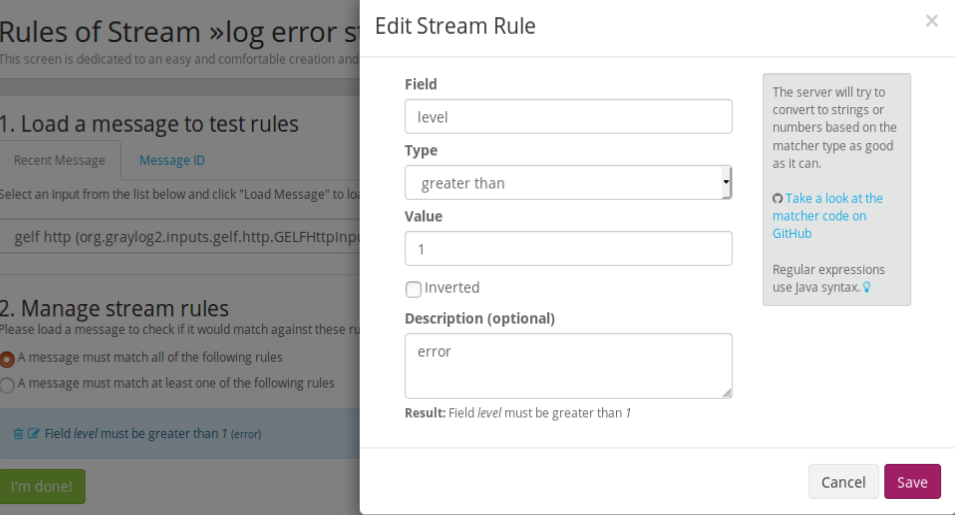 Rules of Stream »log error s
This screen is dedicated to an easy and comfortable creation and
1. Load a message to test rules
Recent Message
Message ID
Select an Input from the list below and click "Load Message" to loa
gelf http (org.graylog2.inputs.gelf.http.GELFHttpInpu
2. Manage stream rules
Please load a message to check if it would match against these ru
A message must match all of the following rules
A message must match at least one of the following rules
Field level must be greater than 1 (error)
I'm done!
Edit Stream Rule
×
Field
level
Type
greater than
Value
1
Inverted
Description (optional)
error
Result: Field level must be greater than 1
The server will try to
convert to strings or
numbers based on the
matcher type as good
as it can.
Take a look at the
matcher code on
GitHub
Regular expressions
use Java syntax.
Cancel
Save